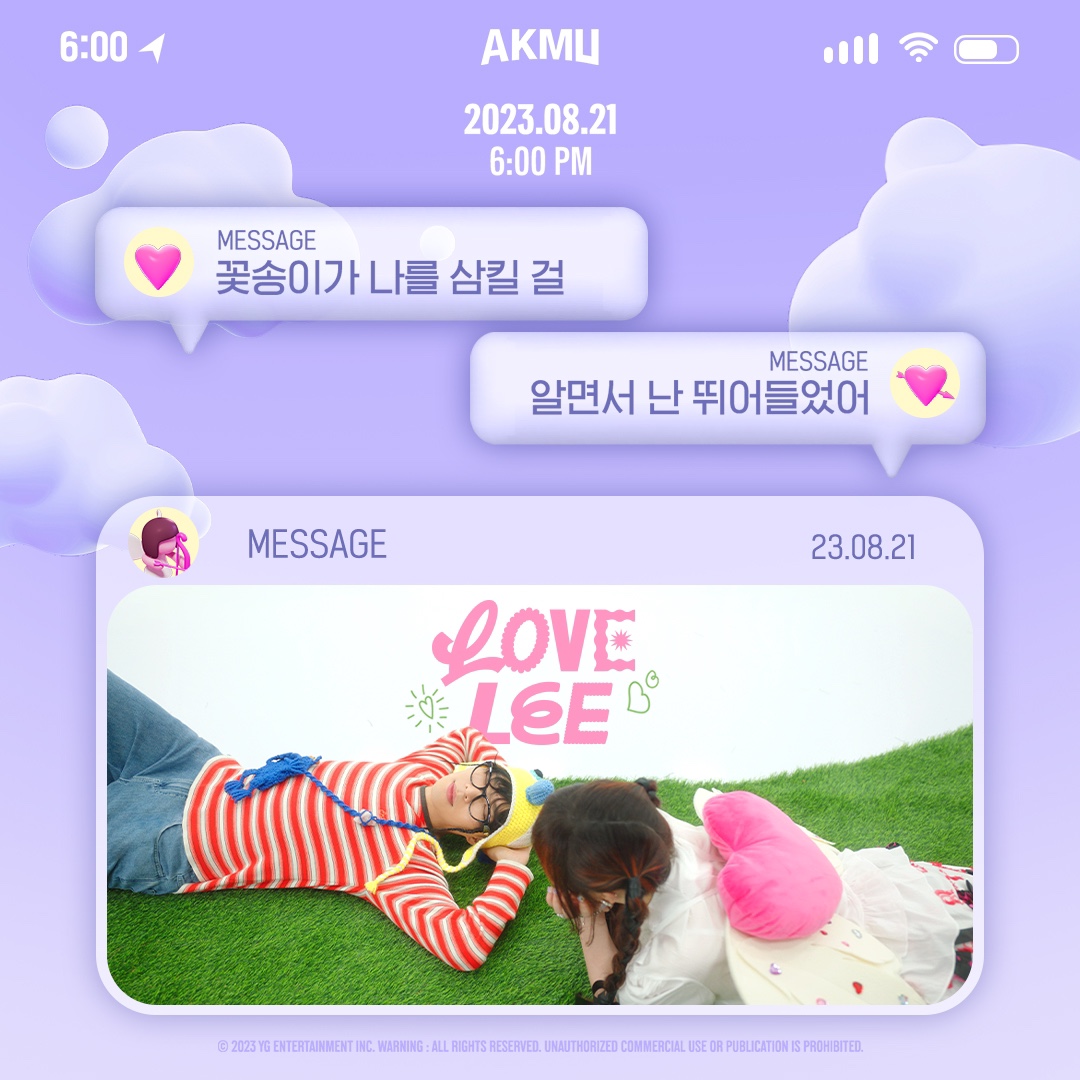 6:00
AKMU
2023.08.21
6:00 PM
MESSAGE
꽃송이가 나를 삼킬 걸
MESSAGE
알면서 난 뛰어들었어
MESSAGE
23.08.21
LOVE
LEE
© 2023 YG ENTERTAINMENT INC. WARNING : ALL RIGHTS RESERVED. UNAUTHORIZED COMMERCIAL USE OR PUBLICATION IS PROHIBITED.